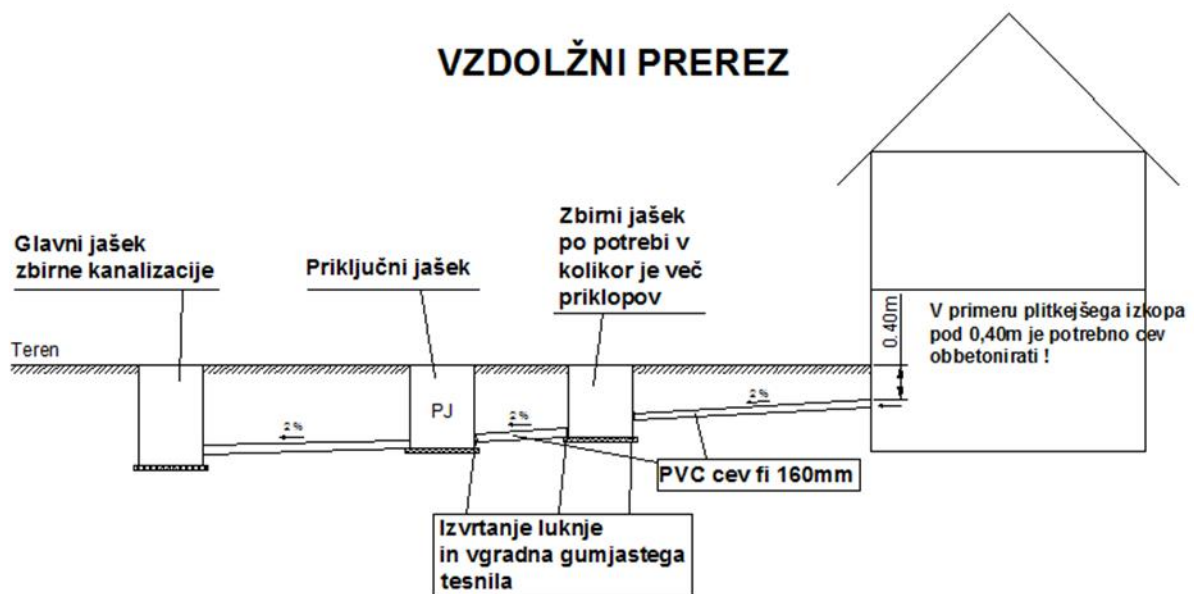 VZDOLŽNI PREREZ
Glavni jašek
zbirne kanalizacije
Priključni jašek
Zbirni jašek
po potrebi v
kolikor je več
priklopov
0.40m
V primeru plitkejšega izkopa
pod 0,40m je potrebno cev
obbetonirati !
Teren
PJ
2 %
2 %
2 %
PVC cev fi 160mm
Izvrtanje luknje
in vgradna gumjastega
tesnila